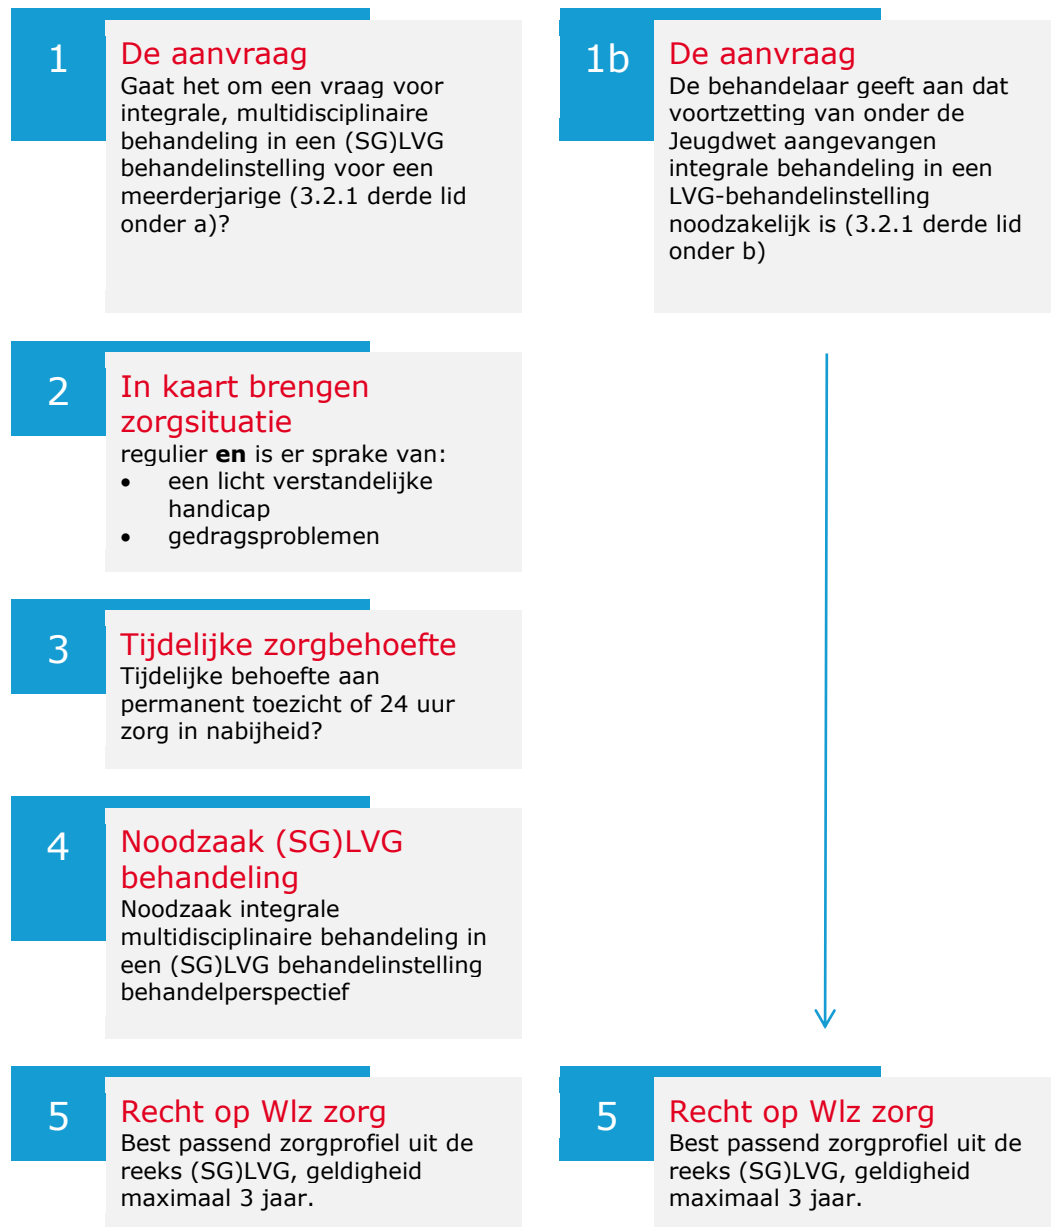 1
De aanvraag
Gaat het om een vraag voor
integrale, multidisciplinaire
behandeling in een (SG)LVG
behandelinstelling voor een
meerderjarige (3.2.1 derde lid
onder a)?
1b
De aanvraag
De behandelaar geeft aan dat
voortzetting van onder de
Jeugdwet aangevangen
integrale behandeling in een
LVG-behandelinstelling
noodzakelijk is (3.2.1 derde lid
onder b)
2
In kaart brengen
zorgsituatie
regulier en is er sprake van:
• een licht verstandelijke
handicap
• gedragsproblemen
3
Tijdelijke zorgbehoefte
Tijdelijke behoefte aan
permanent toezicht of 24 uur
zorg in nabijheid?
4
Noodzaak (SG)LVG
behandeling
Noodzaak integrale
multidisciplinaire behandeling in
een (SG)LVG behandelinstelling
behandelperspectief
5
Recht op Wlz zorg
Best passend zorgprofiel uit de
reeks (SG)LVG, geldigheid
maximaal 3 jaar.
5
Recht op Wlz zorg
Best passend zorgprofiel uit de
reeks (SG)LVG, geldigheid
maximaal 3 jaar.